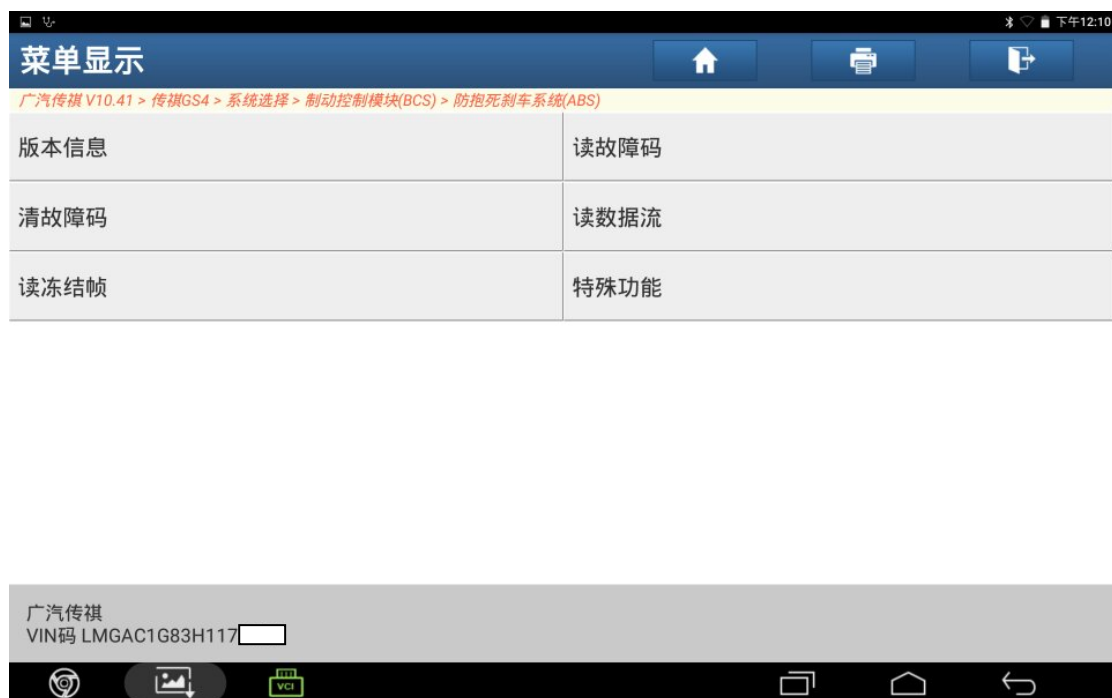 下午12:10
菜单显示
广汽传祺 V10.41 > 传祺GS4 > 系统选择 > 制动控制模块(BCS) > 防抱死刹车系统(ABS)
版本信息
读故障码
清故障码
读数据流
读冻结帧
特殊功能
广汽传祺
VIN码 LMGAC1G83H117
VCI